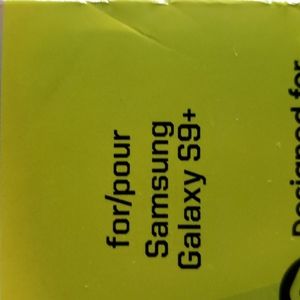 for/pour
Samsung
Galaxy S9+
Designed for